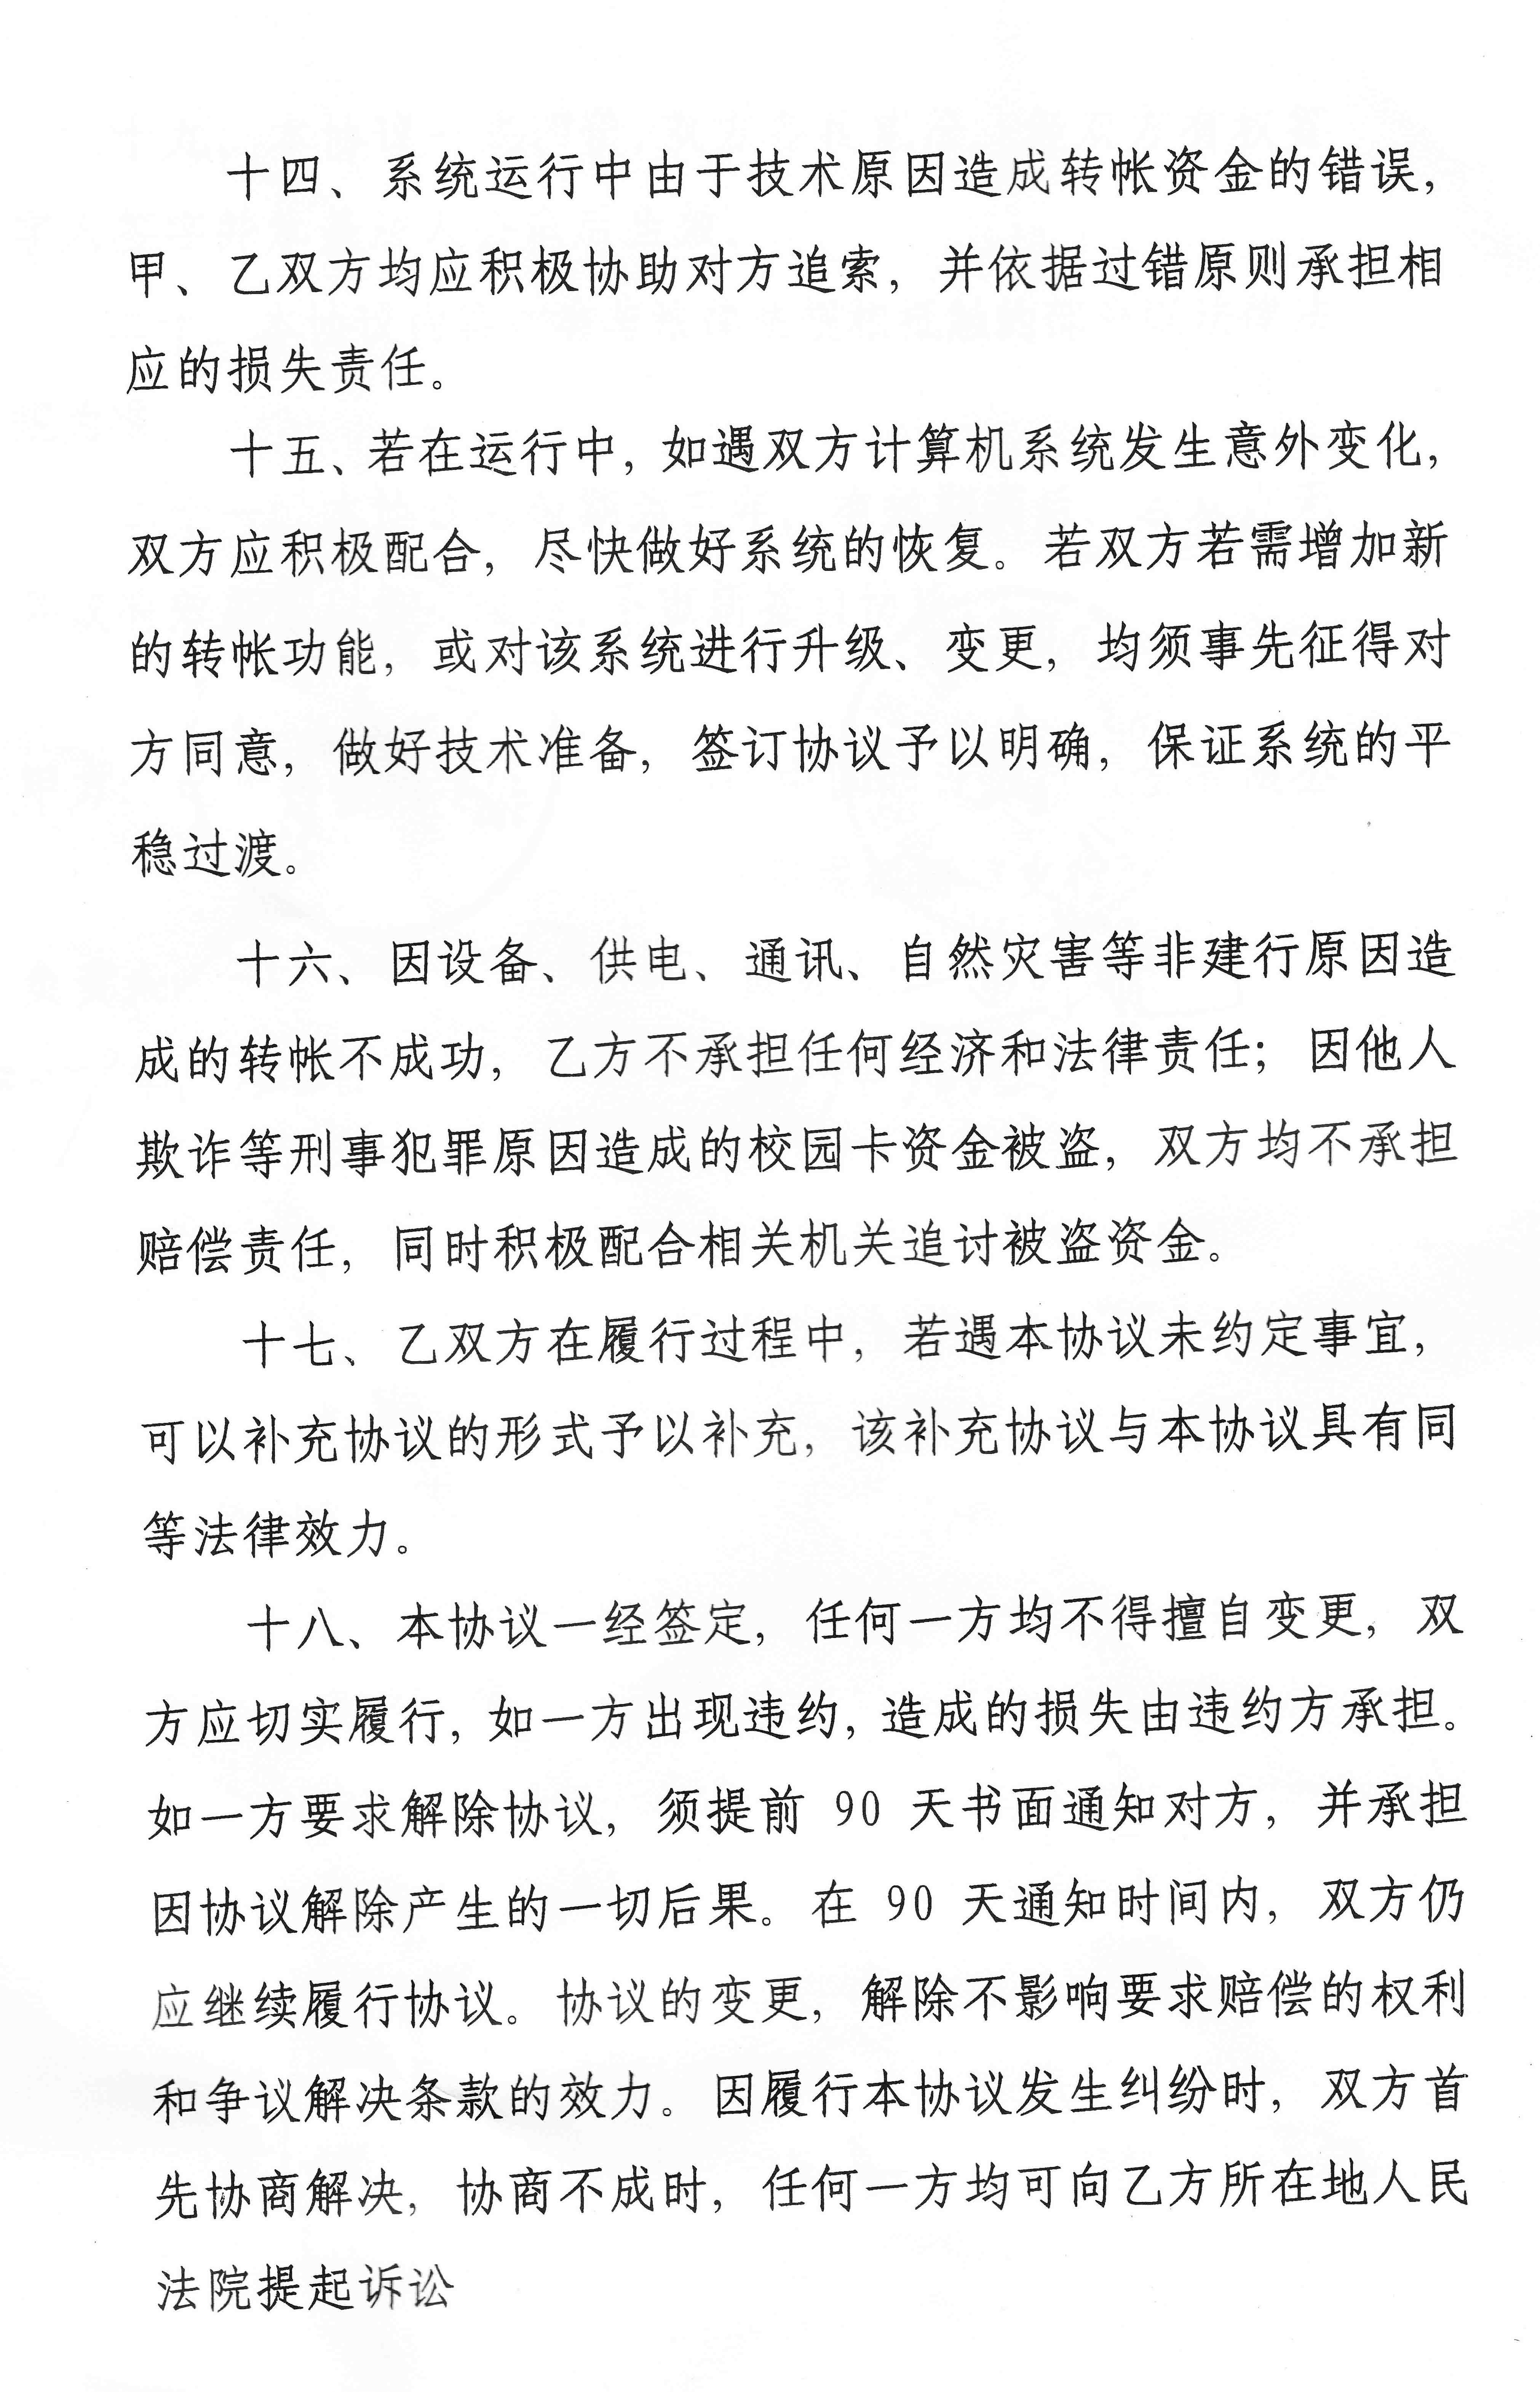 十四、系统运行中由于技术原因造成转帐资金的错误，
甲、乙双方均应积极协助对方追索，并依据过错原则承担相
应的损失责任。
十五、若在运行中，如遇双方计算机系统发生意外变化，
双方应积极配合，尽快做好系统的恢复。若双方若需增加新
的转帐功能，或对该系统进行升级、变更，均须事先征得对
方同意，做好技术准备，签订协议予以明确，保证系统的平
稳过渡。
十六、因设备、供电、通讯、自然灾害等非建行原因造
成的转帐不成功，乙方不承担任何经济和法律责任；因他人
欺诈等刑事犯罪原因造成的校园卡资金被盗，双方均不承担
赔偿责任，同时积极配合相关机关追讨被盗资金。
十七、乙双方在履行过程中，若遇本协议未约定事宜，
可以补充协议的形式予以补充，该补充协议与本协议具有同
等法律效力。
十八、本协议一经签定，任何一方均不得擅自变更，双
方应切实履行，如一方出现违约，造成的损失由违约方承担。
如一方要求解除协议，须提前 90 天书面通知对方，并承担
因协议解除产生的一切后果。在 90 天通知时间内，双方仍
应继续履行协议。协议的变更，解除不影响要求赔偿的权利
和争议解决条款的效力。因履行本协议发生纠纷时，双方首
先协商解决，协商不成时，任何一方均可向乙方所在地人民
法院提起诉讼